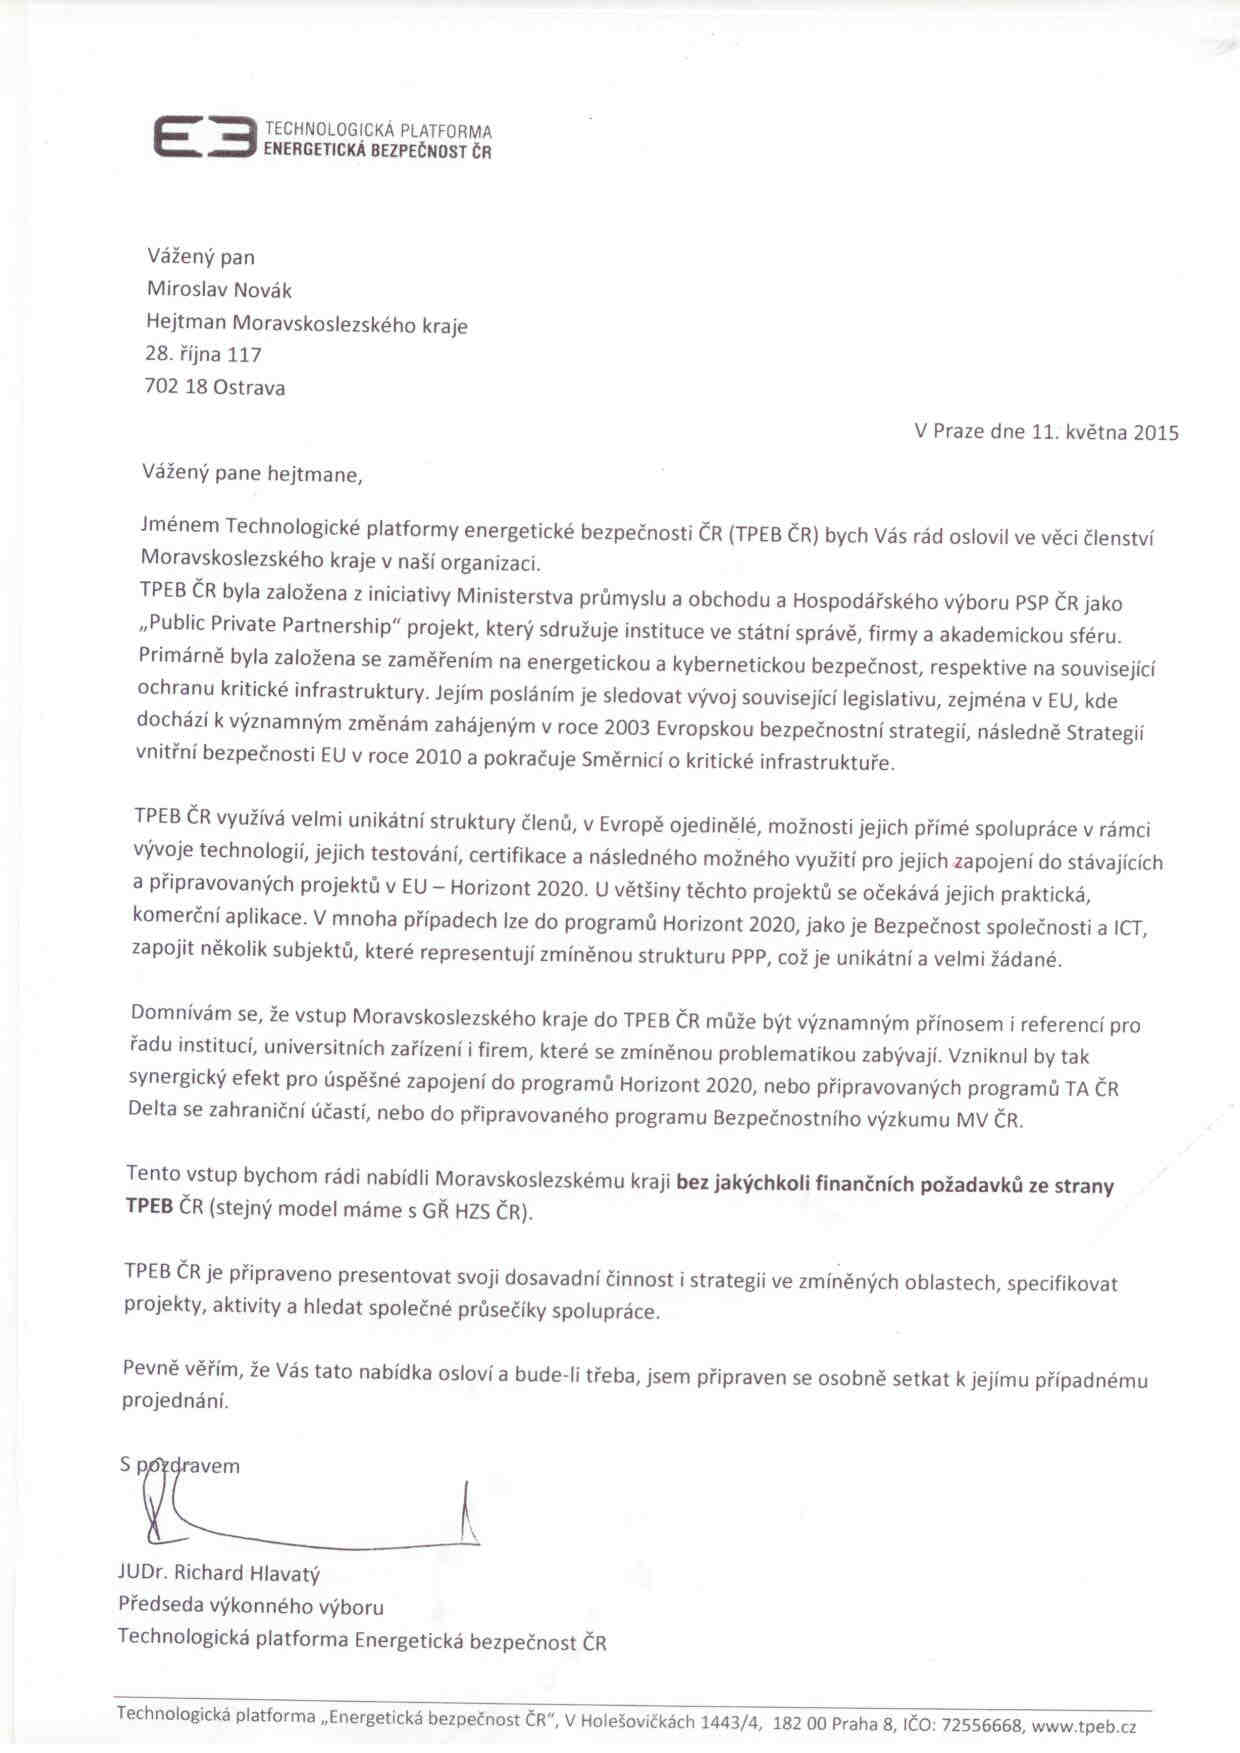 TECHNOLOGICKÁ PLATFORMA
ENERGETICKÁ BEZPEČNOST ČR
Vážený pan
Miroslav Novák
Hejtman Moravskoslezského kraje
28. října 117
702 18 Ostrava
V Praze dne 11. května 2015
Vážený pane hejtmane,
Jménem Technologické platformy energetické bezpečnosti ČR (TPEB ČR) bych Vás rád oslovil ve věci členství
Moravskoslezského kraje v naší organizaci.
TPEB ČR byla založena z iniciativy Ministerstva průmyslu a obchodu a Hospodářského výboru PSP ČR jako
„Public Private Partnership“ projekt, který sdružuje instituce ve státní správě, firmy a akademickou sféru.
Primárně byla založena se zaměřením na energetickou a kybernetickou bezpečnost, respektive na související
ochranu kritické infrastruktury. Jejím posláním je sledovat vývoj související legislativu, zejména v EU, kde
dochází k významným změnám zahájeným v roce 2003 Evropskou bezpečnostní strategií, následně Strategií
vnitřní bezpečnosti EU v roce 2010 a pokračuje Směrnicí o kritické infrastruktuře.
TPEB ČR využívá velmi unikátní struktury členů, v Evropě ojedinělé, možnosti jejich přímé spolupráce v rámci
vývoje technologií, jejich testování, certifikace a následného možného využití pro jejich zapojení do stávajících
a připravovaných projektů v EU – Horizont 2020. U většiny těchto projektů se očekává jejich praktická,
komerční aplikace. V mnoha případech lze do programů Horizont 2020, jako je Bezpečnost společnosti a ICT,
zapojit několik subjektů, které representují zmíněnou strukturu PPP, což je unikátní a velmi žádané.
Domnívám se, že vstup Moravskoslezského kraje do TPEB ČR může být významným přínosem i referencí pro
řadu institucí, universitních zařízení i firem, které se zmíněnou problematikou zabývají. Vzniknul by tak
synergický efekt pro úspěšné zapojení do programů Horizont 2020, nebo připravovaných programů TA ČR
Delta se zahraniční účastí, nebo do připravovaného programu Bezpečnostního výzkumu MV ČR.
Tento vstup bychom rádi nabídli Moravskoslezskému kraji bez jakýchkoli finančních požadavků ze strany
TPEB ČR (stejný model máme s GŘ HZS ČR).
TPEB ČR je připraveno presentovat svoji dosavadní činnost i strategii ve zmíněných oblastech, specifikovat
projekty, aktivity a hledat společné průsečíky spolupráce.
Pevně věřím, že Vás tato nabídka osloví a bude-li třeba, jsem připraven se osobně setkat k jejímu případnému
projednání.
S pozdravem
JUDr. Richard Hlavatý
Předseda výkonného výboru
Technologická platforma Energetická bezpečnost ČR
Technologická platforma „Energetická bezpečnost ČR“, V Holešovičkách 1443/4, 182 00 Praha 8, IČO: 72556668, www.tpeb.cz